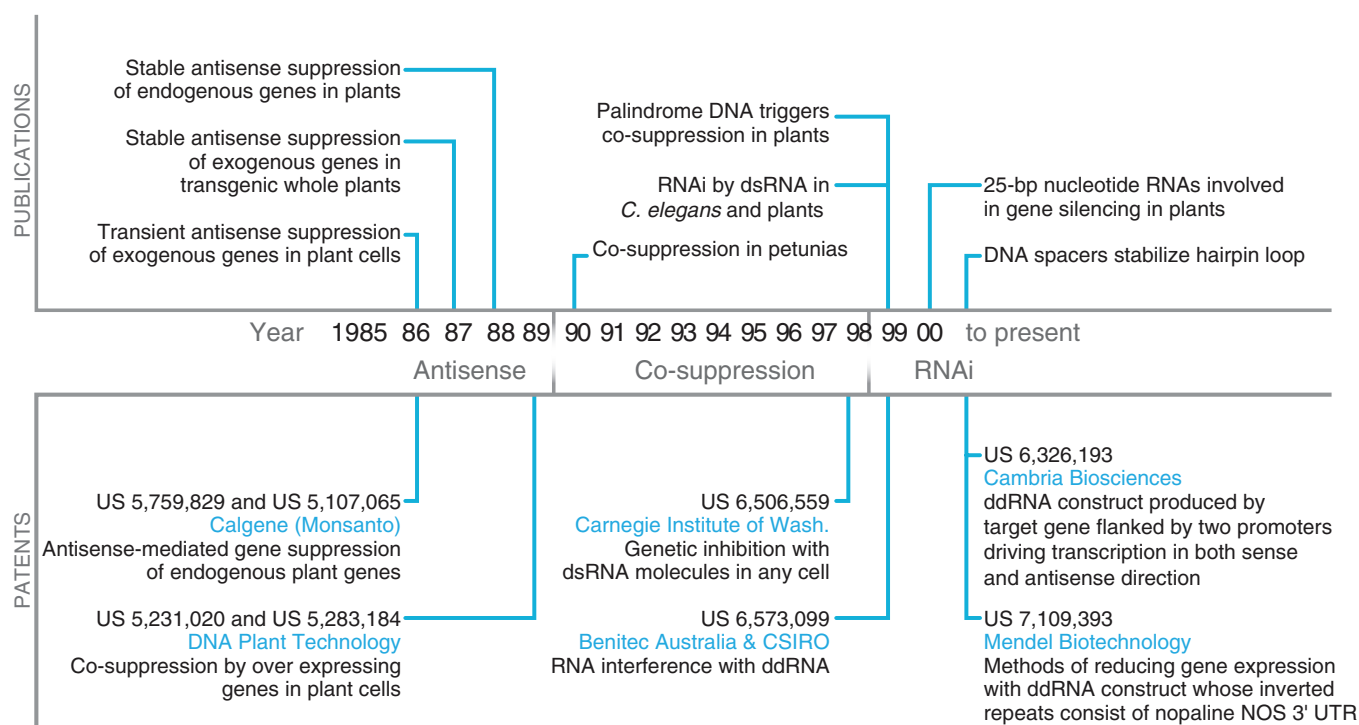 PUBLICATIONS
Stable antisense suppression
of endogenous genes in plants
Stable antisense suppression
of exogenous genes in
transgenic whole plants
Transient antisense suppression
of exogenous genes in plant cells
Palindrome DNA triggers
co-suppression in plants
RNAi by dsRNA in
C. elegans and plants
Co-suppression in petunias
25-bp nucleotide RNAs involved
in gene silencing in plants
DNA spacers stabilize hairpin loop
Year 1985 86 87 88 89 90 91 92 93 94 95 96 97 98 99 00 to present
Antisense Co-suppression RNAi
PATENTS
US 5,759,829 and US 5,107,065
Calgene (Monsanto)
Antisense-mediated gene suppression
of endogenous plant genes
US 5,231,020 and US 5,283,184
DNA Plant Technology
Co-suppression by over expressing
genes in plant cells
US 6,506,559
Carnegie Institute of Wash.
Genetic inhibition with
dsRNA molecules in any cell
US 6,573,099
Benitec Australia & CSIRO
RNA interference with ddRNA
US 6,326,193
Cambria Biosciences
ddRNA construct produced by
target gene flanked by two promoters
driving transcription in both sense
and antisense direction
US 7,109,393
Mendel Biotechnology
Methods of reducing gene expression
with ddRNA construct whose inverted
repeats consist of nopaline NOS 3' UTR